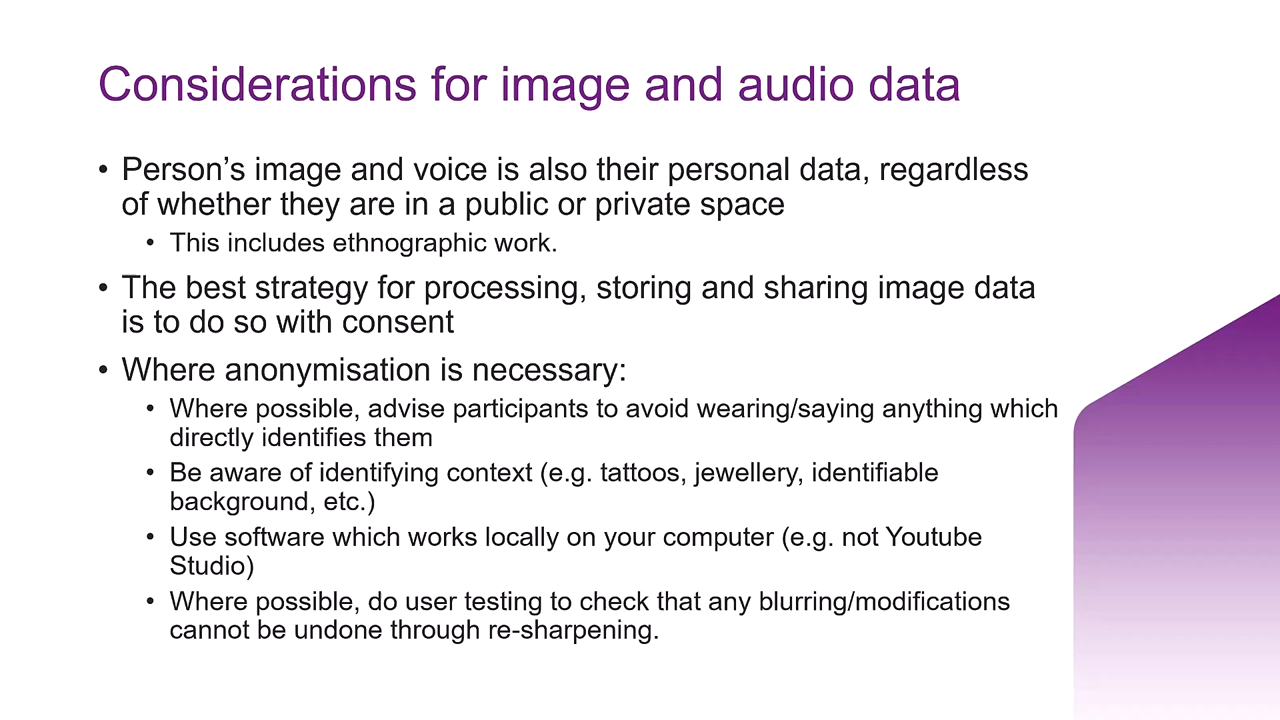 Considerations for image and audio data
• Person’s image and voice is also their personal data, regardless
of whether they are in a public or private space
• This includes ethnographic work.
• The best strategy for processing, storing and sharing image data
is to do so with consent
• Where anonymisation is necessary:
• Where possible, advise participants to avoid wearing/saying anything which
directly identifies them
• Be aware of identifying context (e.g. tattoos, jewellery, identifiable
background, etc.)
• Use software which works locally on your computer (e.g. not Youtube
Studio)
• Where possible, do user testing to check that any blurring/modifications
cannot be undone through re-sharpening.